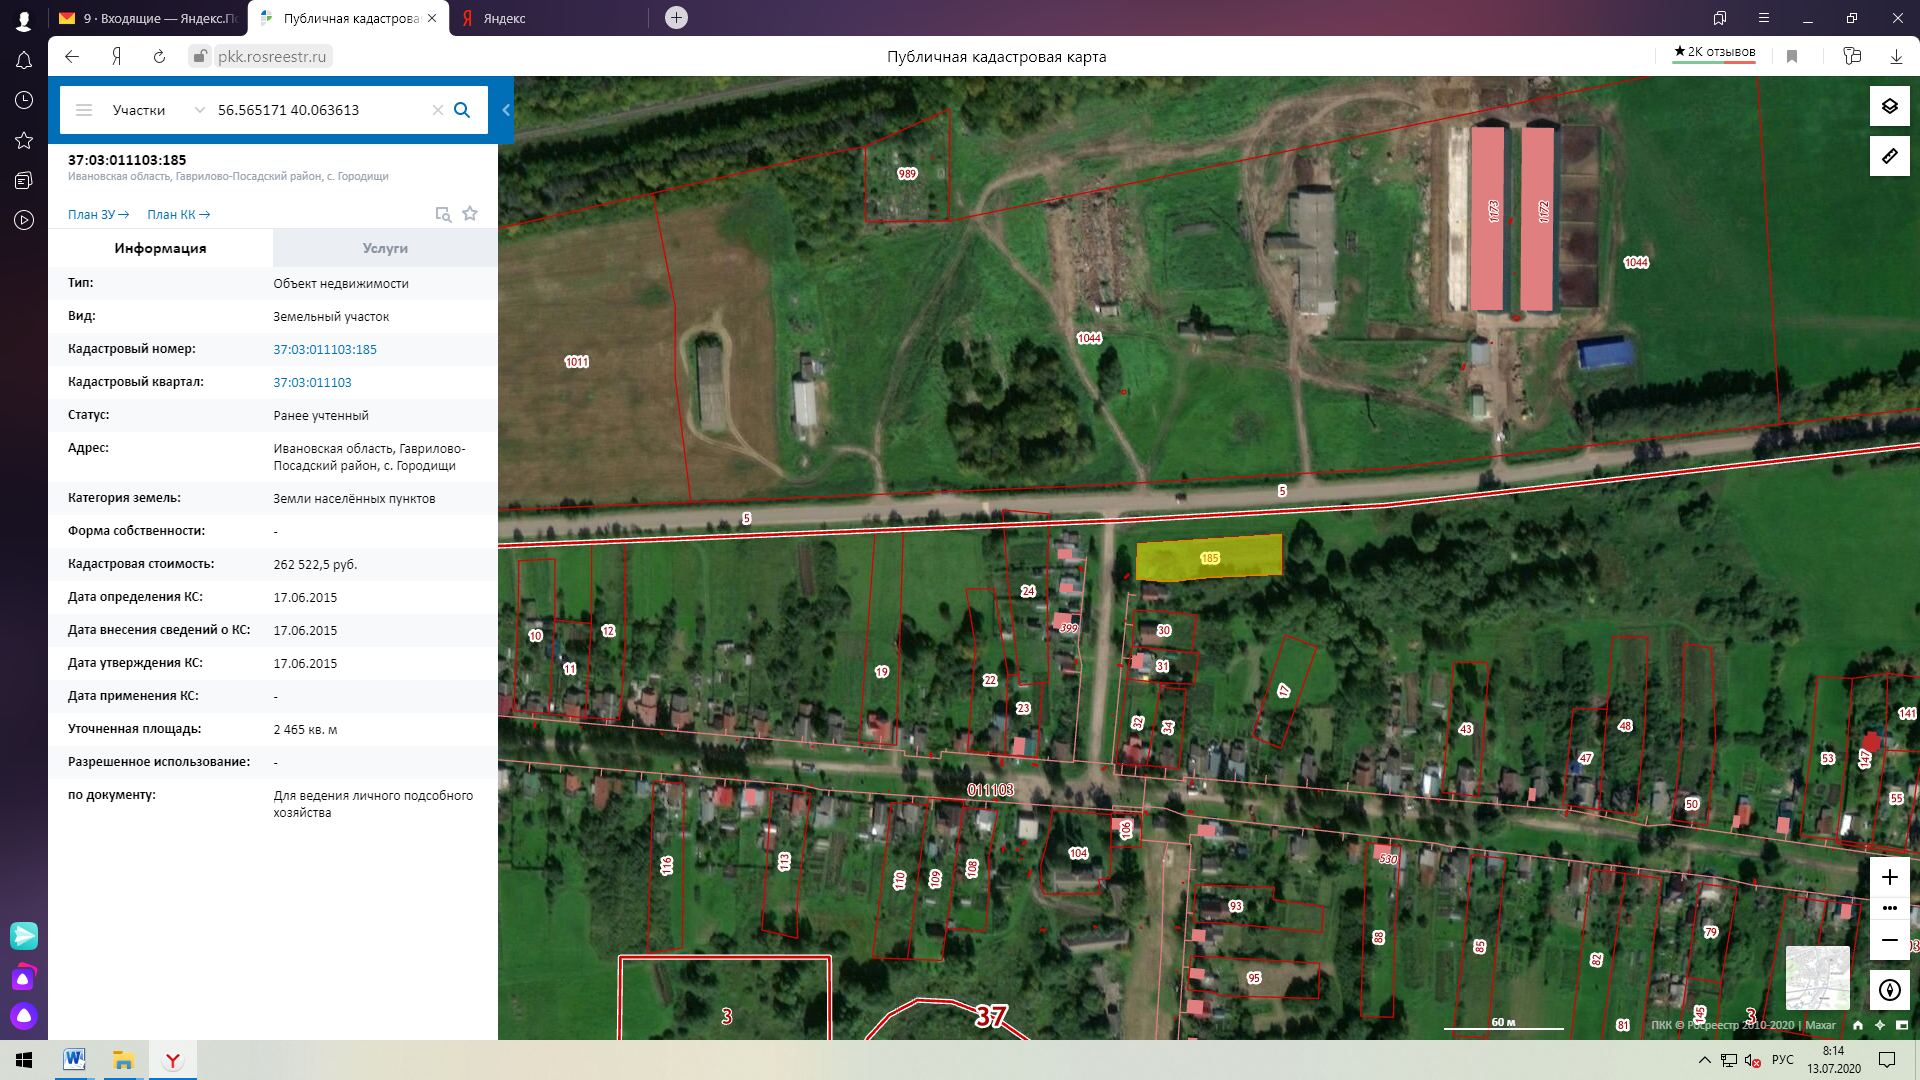 9 · Входящие — Яндекс.По
Публичная кадастрова
Яндекс
pkk.rosreestr.ru
Публичная кадастровая карта
★2K отзывов
Участки
56.565171 40.063613
37:03:011103:185
Ивановская область, Гаврилово-Посадский район, с. Городищи
План ЗУ →
План КК →
Информация
Услуги
Тип: Объект недвижимости
Вид: Земельный участок
Кадастровый номер: 37:03:011103:185
Кадастровый квартал: 37:03:011103
Статус: Ранее учтенный
Адрес: Ивановская область, Гаврилово-
Посадский район, с. Городищи
Категория земель: Земли населённых пунктов
Форма собственности: -
Кадастровая стоимость: 262 522,5 руб.
Дата определения КС: 17.06.2015
Дата внесения сведений о КС: 17.06.2015
Дата утверждения КС: 17.06.2015
Дата применения КС: -
Уточненная площадь: 2 465 кв. м
Разрешенное использование: -
по документу: Для ведения личного подсобного
хозяйства
989
1173
1172
1044
1044
1011
5
5
185
24
399
10
12
11
30
31
19
22
23
32
34
17
43
48
47
50
141
53
147
55
011103
116
113
110
109
108
104
106
530
93
88
85
82
79
95
3
37
81
145
3
60 м
ПКК © Росреестр 2010-2020 | Maxar
РУС
8:14
13.07.2020